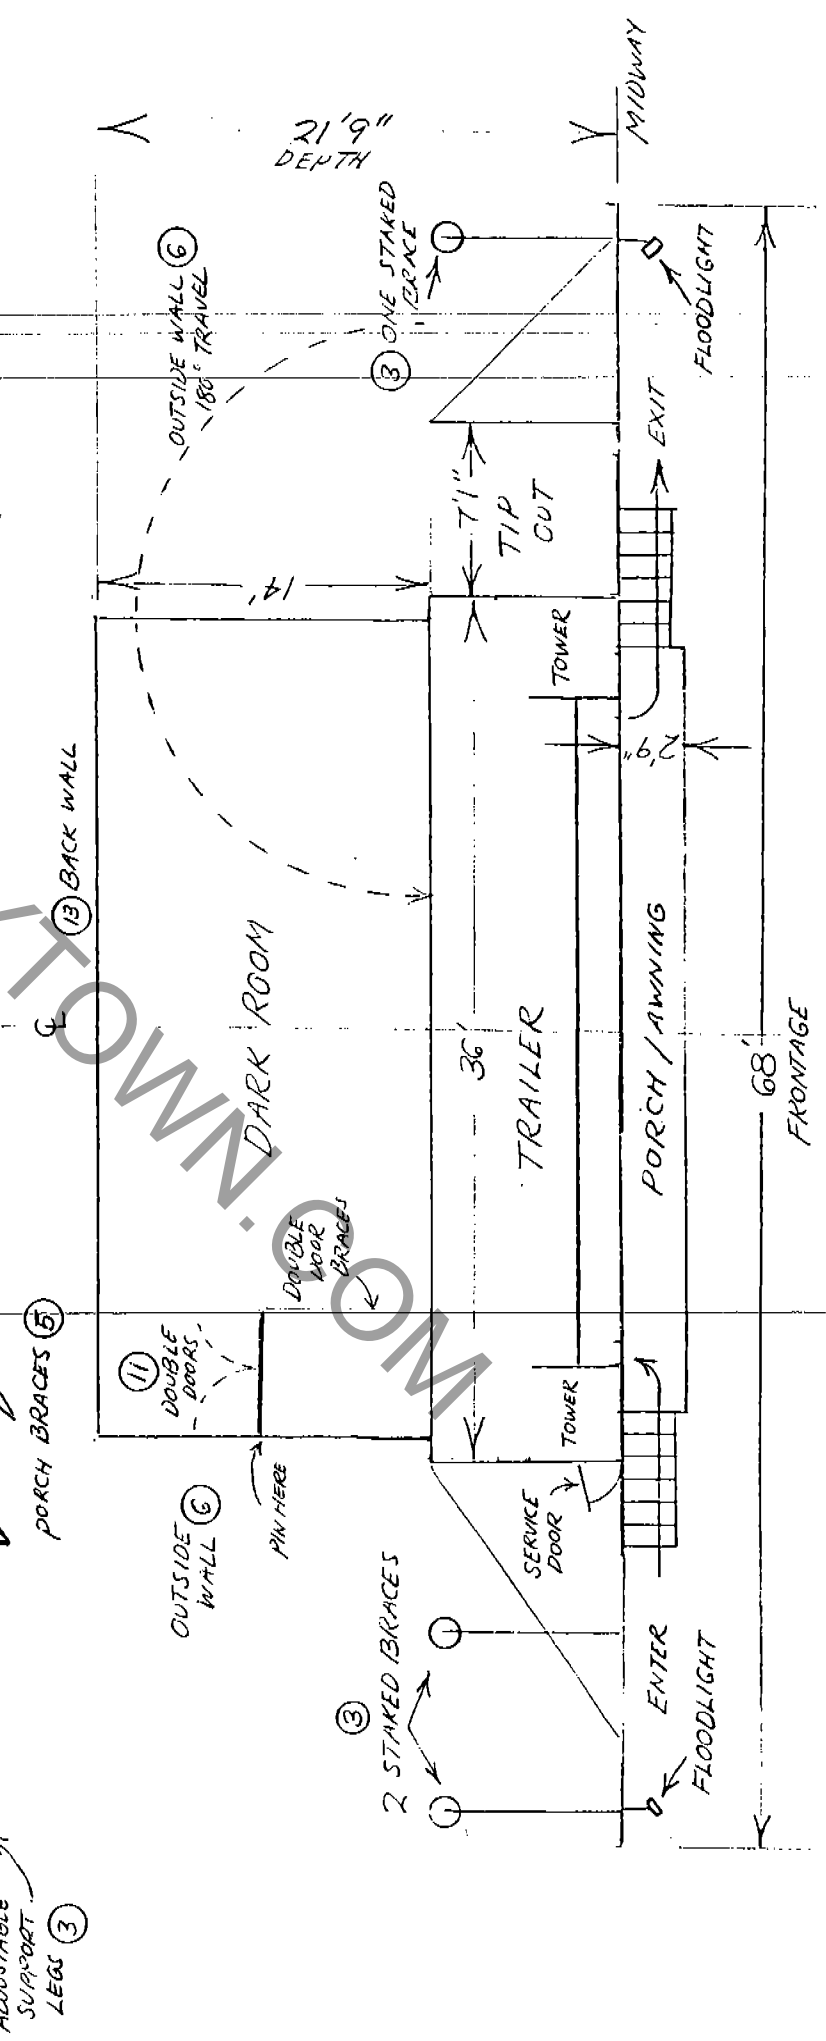 21'9"
DEPTH
MIDWAY
OUTSIDE WALL 6
180° TRAVEL
3 ONE STAKED
BRACE
FLOODLIGHT
7'1"
TIP
OUT
EXIT
14'
TOWER
2'9"
13 BACK WALL
℄
DARK ROOM
36'
TRAILER
PORCH / AWNING
68'
FRONTAGE
YTOWN.COM
DOUBLE
DOOR
BRACES
11
DOUBLE
DOORS
PORCH BRACES 5
PIN HERE
OUTSIDE
WALL 6
TOWER
SERVICE
DOOR
3
2 STAKED BRACES
ENTER
FLOODLIGHT
ADJUSTABLE
SUPPORT
LEGS 3